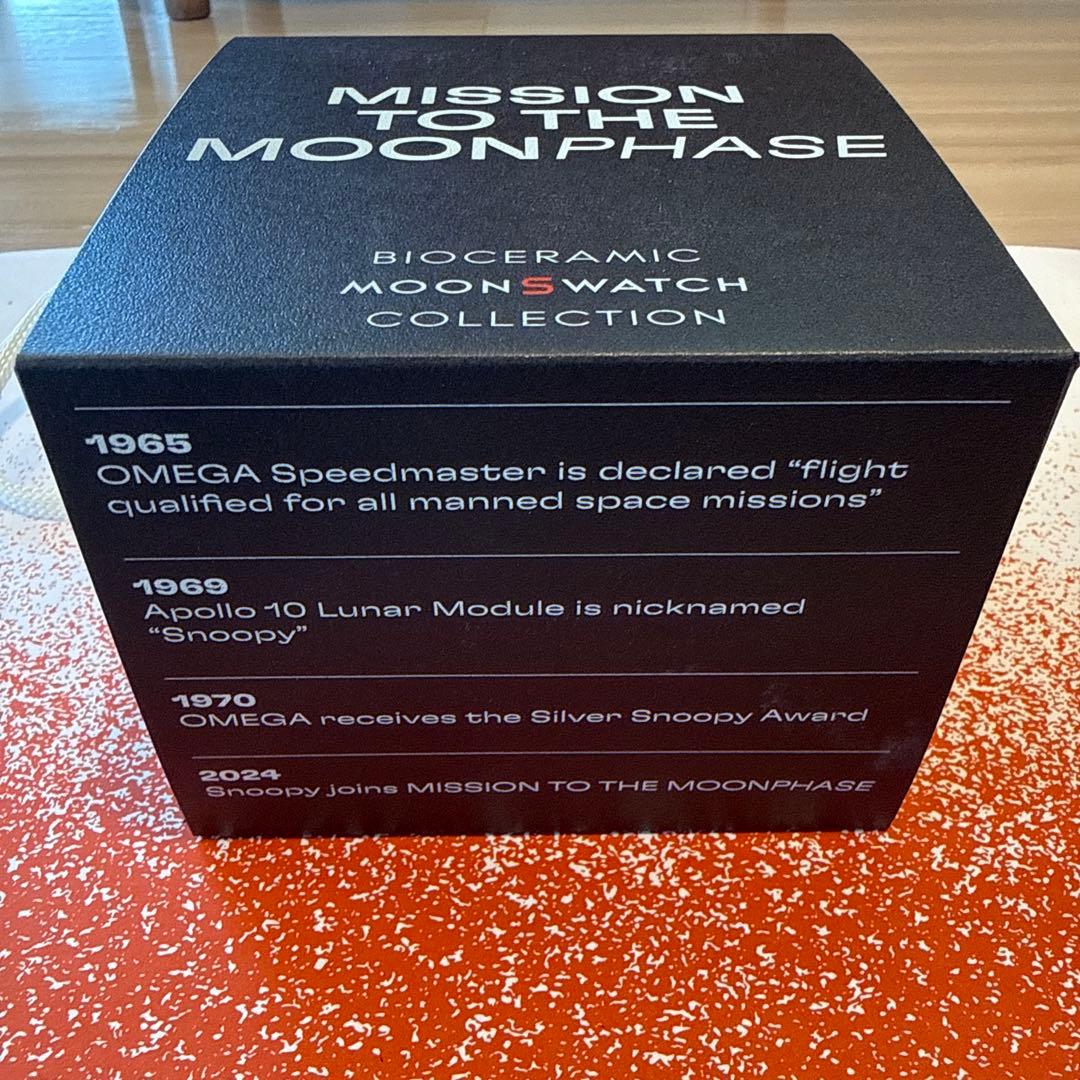 MISSION
TO THE
MOONPHASE
BIOCERAMIC
MOONSWATCH
COLLECTION
1965
OMEGA Speedmaster is declared “flight
qualified for all manned space missions”
1969
Apollo 10 Lunar Module is nicknamed
“Snoopy”
1970
OMEGA receives the Silver Snoopy Award
2024
Snoopy joins MISSION TO THE MOONPHASE